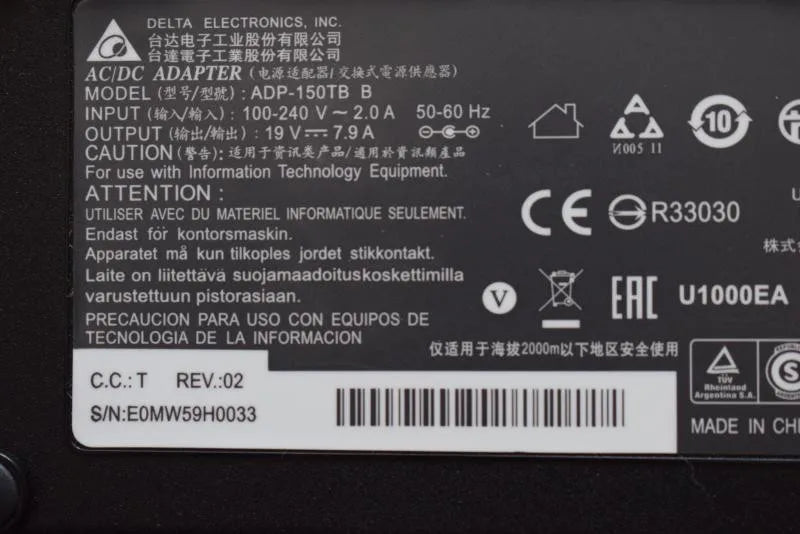 DELTA ELECTRONICS, INC.
台达电子工业股份有限公司
台達電子工業股份有限公司
AC/DC ADAPTER (电源适配器/交換式電源供應器)
MODEL (型号/型號) : ADP-150TB B
INPUT (输入/輸入) : 100-240 V ~ 2.0 A 50-60 Hz
OUTPUT (输出/輸出) : 19 V ⎓ 7.9 A
CAUTION (警告): 适用于资讯类产品/適用於資訊類產品
For use with Information Technology Equipment.
ATTENTION :
UTILISER AVEC DU MATERIEL INFORMATIQUE SEULEMENT.
Endast för kontorsmaskin.
Apparatet må kun tilkoples jordet stikkontakt.
Laite on liitettävä suojamaadoituskoskettimilla
varustettuun pistorasiaan.
PRECAUCION PARA USO CON EQUIPOS DE
TECNOLOGIA DE LA INFORMACION
10
N005 11
CE
R33030
株式
V
EAC
U1000EA
仅适用于海拔2000m以下地区安全使用
TÜV
Rheinland
Argentina S.A.
S
MADE IN CHI
C.C.: T REV.:02
S/N:E0MW59H0033